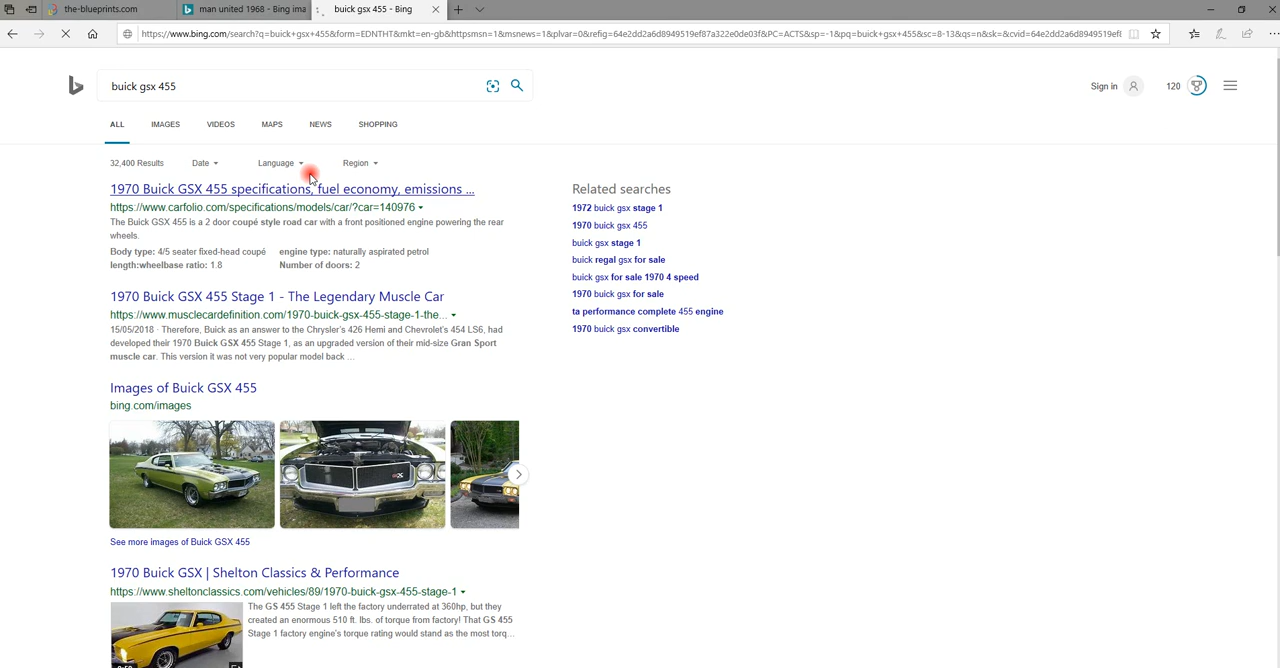 the-blueprints.com
man united 1968 - Bing ima
buick gsx 455 - Bing
https://www.bing.com/search?q=buick+gsx+455&form=EDNTHT&mkt=en-gb&httpsmsn=1&msnews=1&plvar=0&refig=64e2dd2a6d8949519ef87a322e0de03f&PC=ACTS&sp=-1&pq=buick+gsx+455&sc=8-13&qs=n&sk=&cvid=64e2dd2a6d8949519ef8
buick gsx 455
Sign in
120
ALL IMAGES VIDEOS MAPS NEWS SHOPPING
32,400 Results Date Language Region
1970 Buick GSX 455 specifications, fuel economy, emissions ...
https://www.carfolio.com/specifications/models/car/?car=140976
The Buick GSX 455 is a 2 door coupé style road car with a front positioned engine powering the rear
wheels.
Body type: 4/5 seater fixed-head coupé engine type: naturally aspirated petrol
length:wheelbase ratio: 1.8 Number of doors: 2
1970 Buick GSX 455 Stage 1 - The Legendary Muscle Car
https://www.musclecardefinition.com/1970-buick-gsx-455-stage-1-the...
15/05/2018 · Therefore, Buick as an answer to the Chrysler's 426 Hemi and Chevrolet's 454 LS6, had
developed their 1970 Buick GSX 455 Stage 1, as an upgraded version of their mid-size Gran Sport
muscle car. This version it was not very popular model back ...
Images of Buick GSX 455
bing.com/images
See more images of Buick GSX 455
1970 Buick GSX | Shelton Classics & Performance
https://www.sheltonclassics.com/vehicles/89/1970-buick-gsx-455-stage-1
The GS 455 Stage 1 left the factory underrated at 360hp, but they
created an enormous 510 ft. lbs. of torque from factory! That GS 455
Stage 1 factory engine's torque rating would stand as the most torq...
Related searches
1972 buick gsx stage 1
1970 buick gsx 455
buick gsx stage 1
buick regal gsx for sale
buick gsx for sale 1970 4 speed
1970 buick gsx for sale
ta performance complete 455 engine
1970 buick gsx convertible